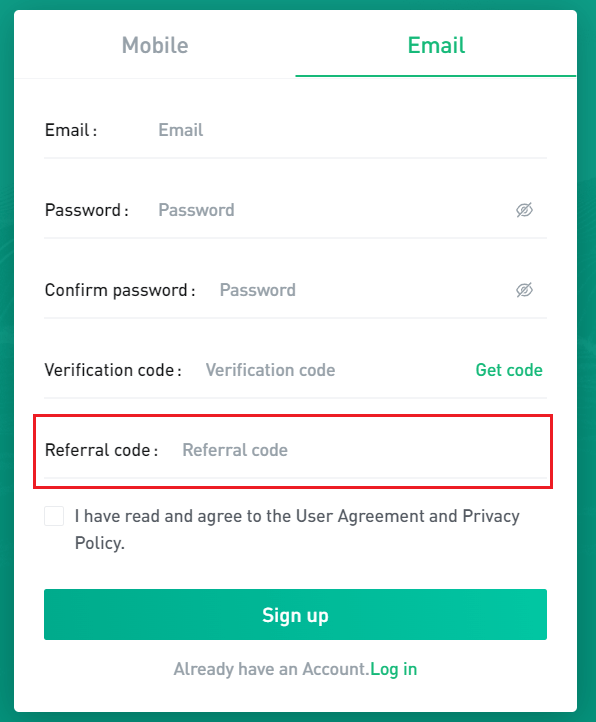 Mobile Email
Email : Email
Password : Password
Confirm password : Password
Verification code : Verification code Get code
Referral code : Referral code
I have read and agree to the User Agreement and Privacy
Policy.
Sign up
Already have an Account.Log in